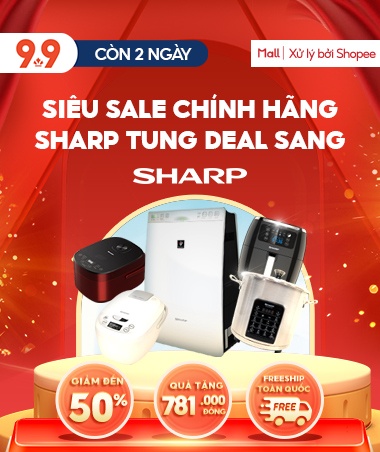 9.9
CÒN 2 NGÀY
Mall | Xử lý bởi Shopee
SIÊU SALE CHÍNH HÃNG
SHARP TUNG DEAL SANG
SHARP
GIẢM ĐẾN
50%
QUÀ TẶNG
781.000
ĐỒNG
FREESHIP
TOÀN QUỐC
FREE